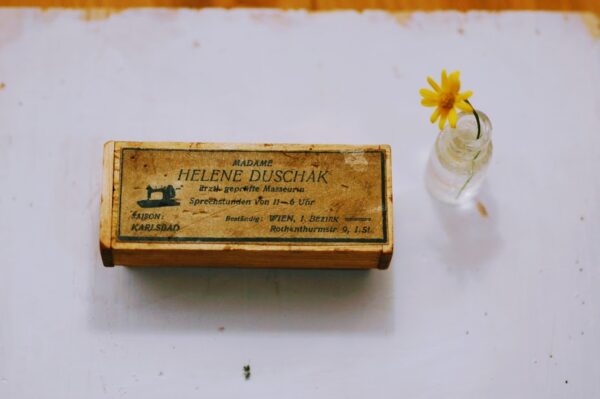 MADAME
HELENE DUSCHAK
ärztl. geprüfte Masseurin
Sprechstunden von 11–6 Uhr
SAISON: Beständig: WIEN, I. BEZIRK
KARLSBAD Rothenthurmstr. 9, I. St.